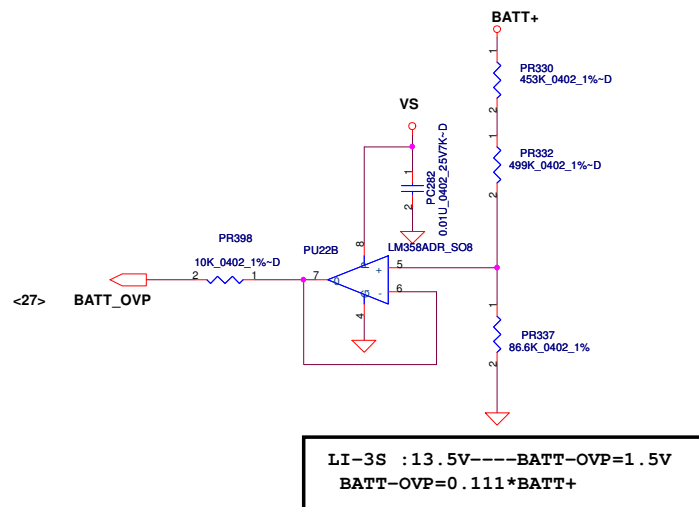 BATT+
1
PR330
453K_0402_1%~D
2
VS
1
PR332
499K_0402_1%~D
2
1
PC282
0.01U_0402_25V7K~D
2
PR398
10K_0402_1%~D
PU22B
8
LM358ADR_SO8
<27> BATT_OVP
2
1
7
0
P
+
5
-
6
G
4
1
PR337
86.6K_0402_1%
2
LI-3S :13.5V----BATT-OVP=1.5V
BATT-OVP=0.111*BATT+